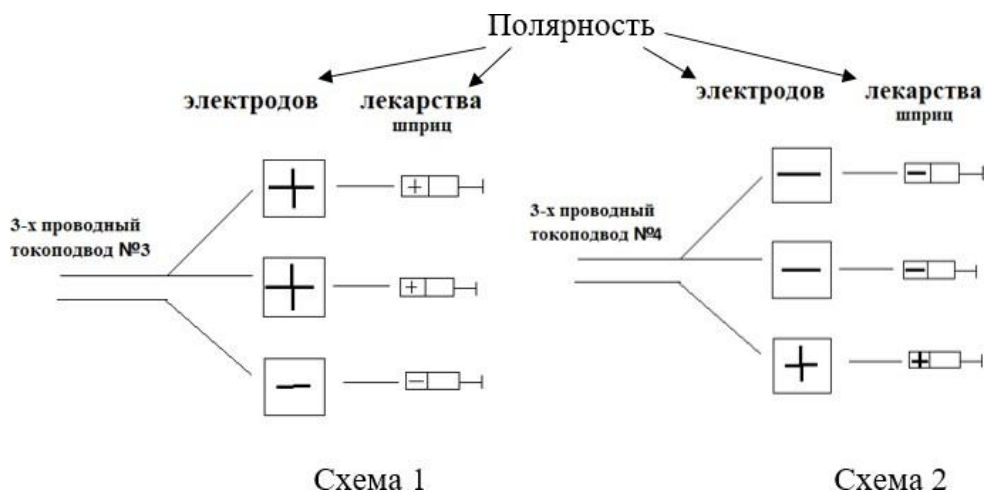 Полярность
электродов лекарства
шприц
электродов лекарства
шприц
+ +
3-х проводный
токоподвод №3
+ +
− −
− −
3-х проводный
токоподвод №4
− −
+ +
Схема 1
Схема 2